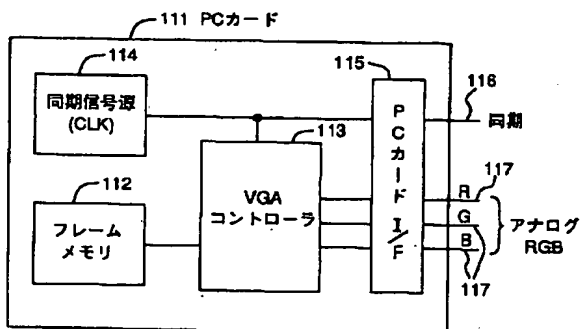 111 PCカード
114
同期信号源
(CLK)
115
116
同期
PCカード I/F
113
VGA
コントローラ
112
フレーム
メモリ
R
117
G
B
アナログ
RGB
117